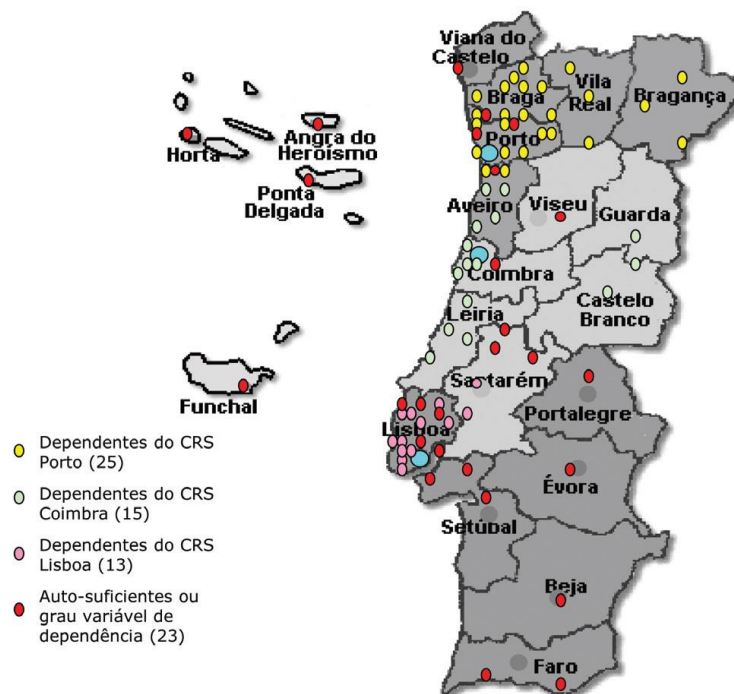 Viana do
Castelo
Braga
Vila
Real
Bragança
Porto
Horta
Angra do
Heroísmo
Ponta
Delgada
Aveiro
Viseu
Guarda
Coimbra
Castelo
Branco
Leiria
Santarém
Funchal
Lisboa
Portalegre
Évora
Setúbal
Beja
Faro
Dependentes do CRS
Porto (25)
Dependentes do CRS
Coimbra (15)
Dependentes do CRS
Lisboa (13)
Auto-suficientes ou
grau variável de
dependência (23)